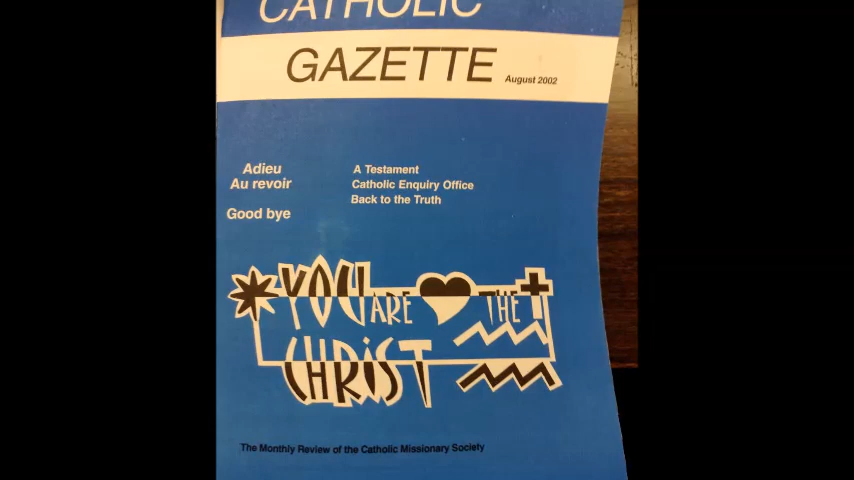 CATHOLIC
GAZETTE August 2002
Adieu
Au revoir
Good bye
A Testament
Catholic Enquiry Office
Back to the Truth
YOU ARE THE
CHRIST
The Monthly Review of the Catholic Missionary Society